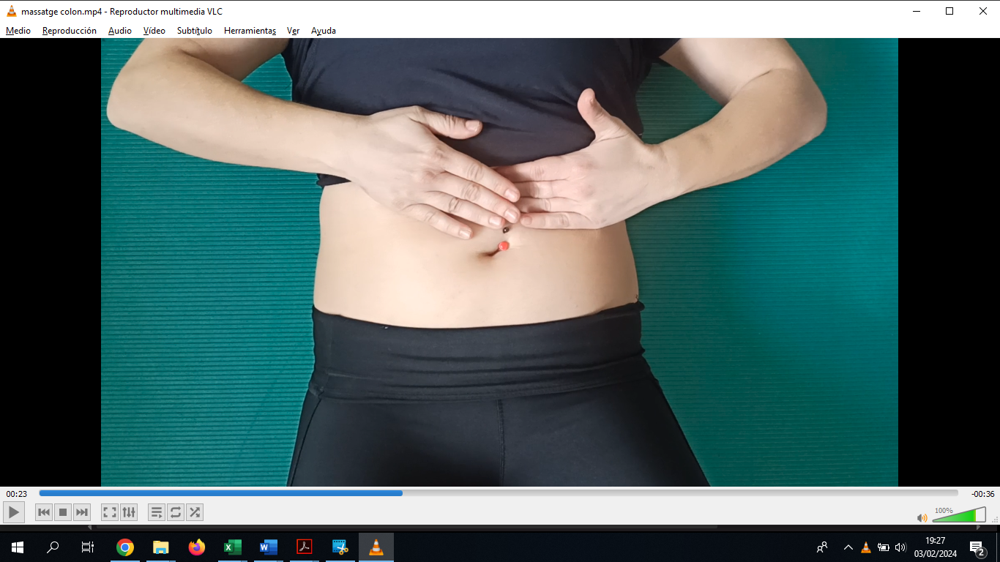 massatge colon.mp4 - Reproductor multimedia VLC
Medio Reproducción Audio Vídeo Subtítulo Herramientas Ver Ayuda
00:23 -00:36
100%
19:27
03/02/2024
2